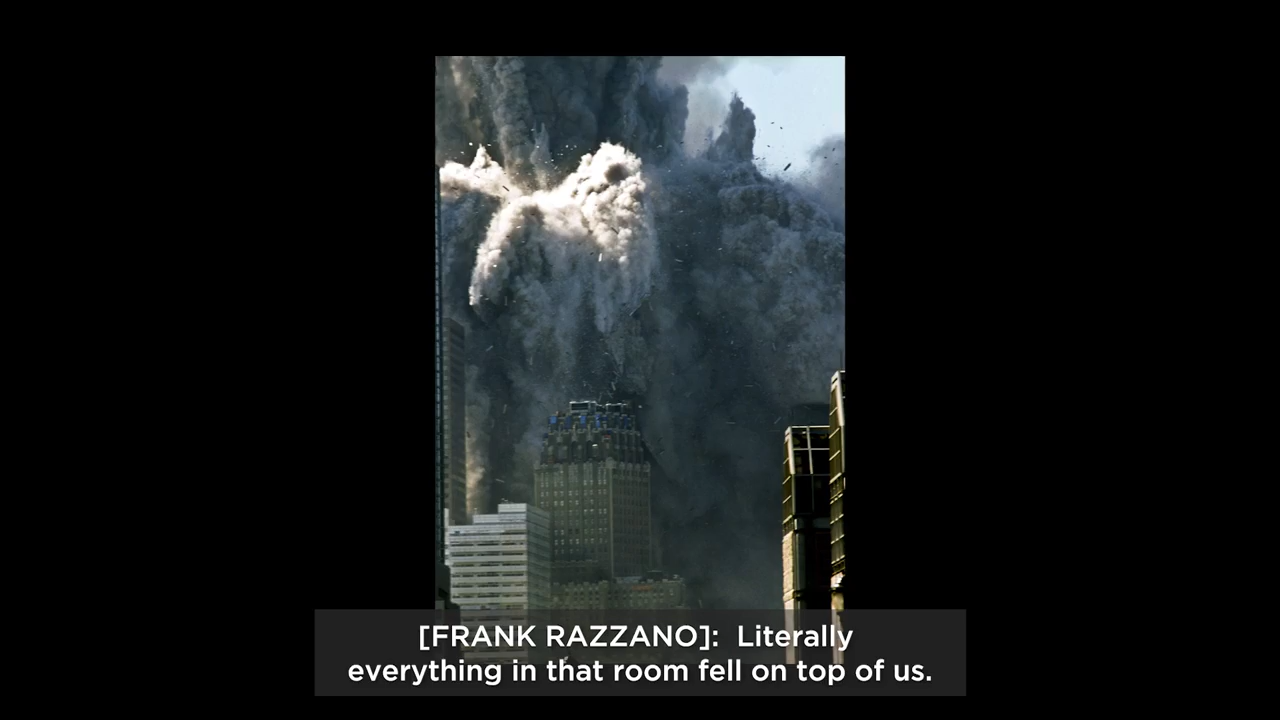 [FRANK RAZZANO]:  Literally
everything in that room fell on top of us.